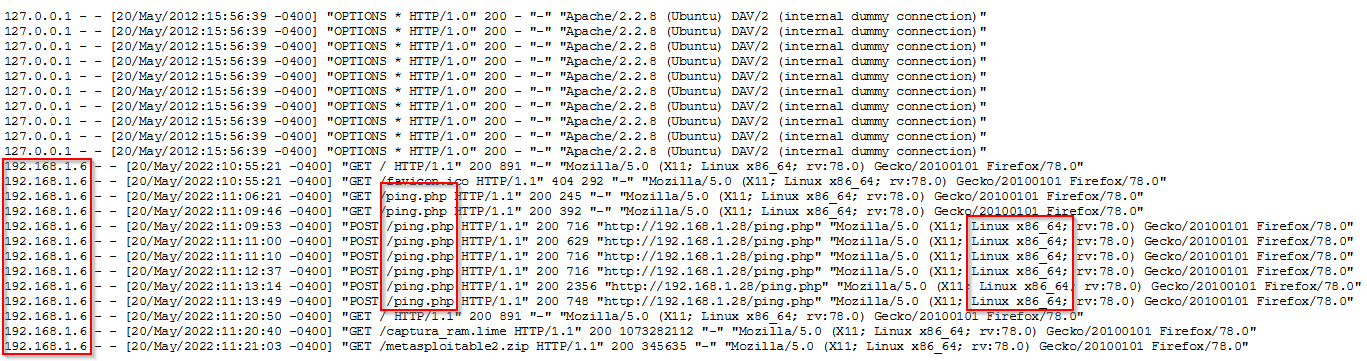 127.0.0.1 - - [20/May/2012:15:56:39 -0400] "OPTIONS * HTTP/1.0" 200 - "-" "Apache/2.2.8 (Ubuntu) DAV/2 (internal dummy connection)"
127.0.0.1 - - [20/May/2012:15:56:39 -0400] "OPTIONS * HTTP/1.0" 200 - "-" "Apache/2.2.8 (Ubuntu) DAV/2 (internal dummy connection)"
127.0.0.1 - - [20/May/2012:15:56:39 -0400] "OPTIONS * HTTP/1.0" 200 - "-" "Apache/2.2.8 (Ubuntu) DAV/2 (internal dummy connection)"
127.0.0.1 - - [20/May/2012:15:56:39 -0400] "OPTIONS * HTTP/1.0" 200 - "-" "Apache/2.2.8 (Ubuntu) DAV/2 (internal dummy connection)"
127.0.0.1 - - [20/May/2012:15:56:39 -0400] "OPTIONS * HTTP/1.0" 200 - "-" "Apache/2.2.8 (Ubuntu) DAV/2 (internal dummy connection)"
127.0.0.1 - - [20/May/2012:15:56:39 -0400] "OPTIONS * HTTP/1.0" 200 - "-" "Apache/2.2.8 (Ubuntu) DAV/2 (internal dummy connection)"
127.0.0.1 - - [20/May/2012:15:56:39 -0400] "OPTIONS * HTTP/1.0" 200 - "-" "Apache/2.2.8 (Ubuntu) DAV/2 (internal dummy connection)"
127.0.0.1 - - [20/May/2012:15:56:39 -0400] "OPTIONS * HTTP/1.0" 200 - "-" "Apache/2.2.8 (Ubuntu) DAV/2 (internal dummy connection)"
127.0.0.1 - - [20/May/2012:15:56:39 -0400] "OPTIONS * HTTP/1.0" 200 - "-" "Apache/2.2.8 (Ubuntu) DAV/2 (internal dummy connection)"
127.0.0.1 - - [20/May/2012:15:56:39 -0400] "OPTIONS * HTTP/1.0" 200 - "-" "Apache/2.2.8 (Ubuntu) DAV/2 (internal dummy connection)"
192.168.1.6 - - [20/May/2022:10:55:21 -0400] "GET / HTTP/1.1" 200 891 "-" "Mozilla/5.0 (X11; Linux x86_64; rv:78.0) Gecko/20100101 Firefox/78.0"
192.168.1.6 - - [20/May/2022:10:55:21 -0400] "GET /favicon.ico HTTP/1.1" 404 292 "-" "Mozilla/5.0 (X11; Linux x86_64; rv:78.0) Gecko/20100101 Firefox/78.0"
192.168.1.6 - - [20/May/2022:11:06:21 -0400] "GET /ping.php HTTP/1.1" 200 245 "-" "Mozilla/5.0 (X11; Linux x86_64; rv:78.0) Gecko/20100101 Firefox/78.0"
192.168.1.6 - - [20/May/2022:11:09:46 -0400] "GET /ping.php HTTP/1.1" 200 392 "-" "Mozilla/5.0 (X11; Linux x86_64; rv:78.0) Gecko/20100101 Firefox/78.0"
192.168.1.6 - - [20/May/2022:11:09:53 -0400] "POST /ping.php HTTP/1.1" 200 716 "http://192.168.1.28/ping.php" "Mozilla/5.0 (X11; Linux x86_64; rv:78.0) Gecko/20100101 Firefox/78.0"
192.168.1.6 - - [20/May/2022:11:11:00 -0400] "POST /ping.php HTTP/1.1" 200 629 "http://192.168.1.28/ping.php" "Mozilla/5.0 (X11; Linux x86_64; rv:78.0) Gecko/20100101 Firefox/78.0"
192.168.1.6 - - [20/May/2022:11:11:10 -0400] "POST /ping.php HTTP/1.1" 200 716 "http://192.168.1.28/ping.php" "Mozilla/5.0 (X11; Linux x86_64; rv:78.0) Gecko/20100101 Firefox/78.0"
192.168.1.6 - - [20/May/2022:11:12:37 -0400] "POST /ping.php HTTP/1.1" 200 716 "http://192.168.1.28/ping.php" "Mozilla/5.0 (X11; Linux x86_64; rv:78.0) Gecko/20100101 Firefox/78.0"
192.168.1.6 - - [20/May/2022:11:13:14 -0400] "POST /ping.php HTTP/1.1" 200 2356 "http://192.168.1.28/ping.php" "Mozilla/5.0 (X11; Linux x86_64; rv:78.0) Gecko/20100101 Firefox/78.0"
192.168.1.6 - - [20/May/2022:11:13:49 -0400] "POST /ping.php HTTP/1.1" 200 748 "http://192.168.1.28/ping.php" "Mozilla/5.0 (X11; Linux x86_64; rv:78.0) Gecko/20100101 Firefox/78.0"
192.168.1.6 - - [20/May/2022:11:20:50 -0400] "GET / HTTP/1.1" 200 891 "-" "Mozilla/5.0 (X11; Linux x86_64; rv:78.0) Gecko/20100101 Firefox/78.0"
192.168.1.6 - - [20/May/2022:11:20:40 -0400] "GET /captura_ram.lime HTTP/1.1" 200 1073282112 "-" "Mozilla/5.0 (X11; Linux x86_64; rv:78.0) Gecko/20100101 Firefox/78.0"
192.168.1.6 - - [20/May/2022:11:21:03 -0400] "GET /metasploitable2.zip HTTP/1.1" 200 345635 "-" "Mozilla/5.0 (X11; Linux x86_64; rv:78.0) Gecko/20100101 Firefox/78.0"